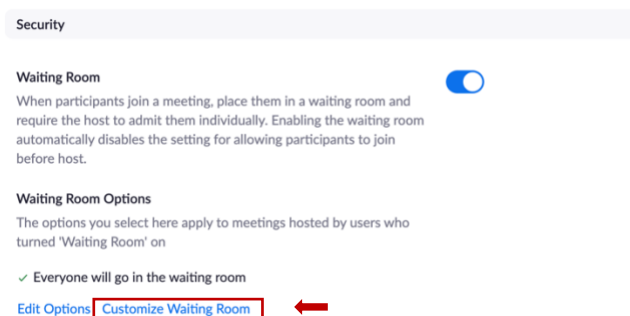 Security
Waiting Room
When participants join a meeting, place them in a waiting room and
require the host to admit them individually. Enabling the waiting room
automatically disables the setting for allowing participants to join
before host.
Waiting Room Options
The options you select here apply to meetings hosted by users who
turned 'Waiting Room' on
✓ Everyone will go in the waiting room
Edit Options Customize Waiting Room